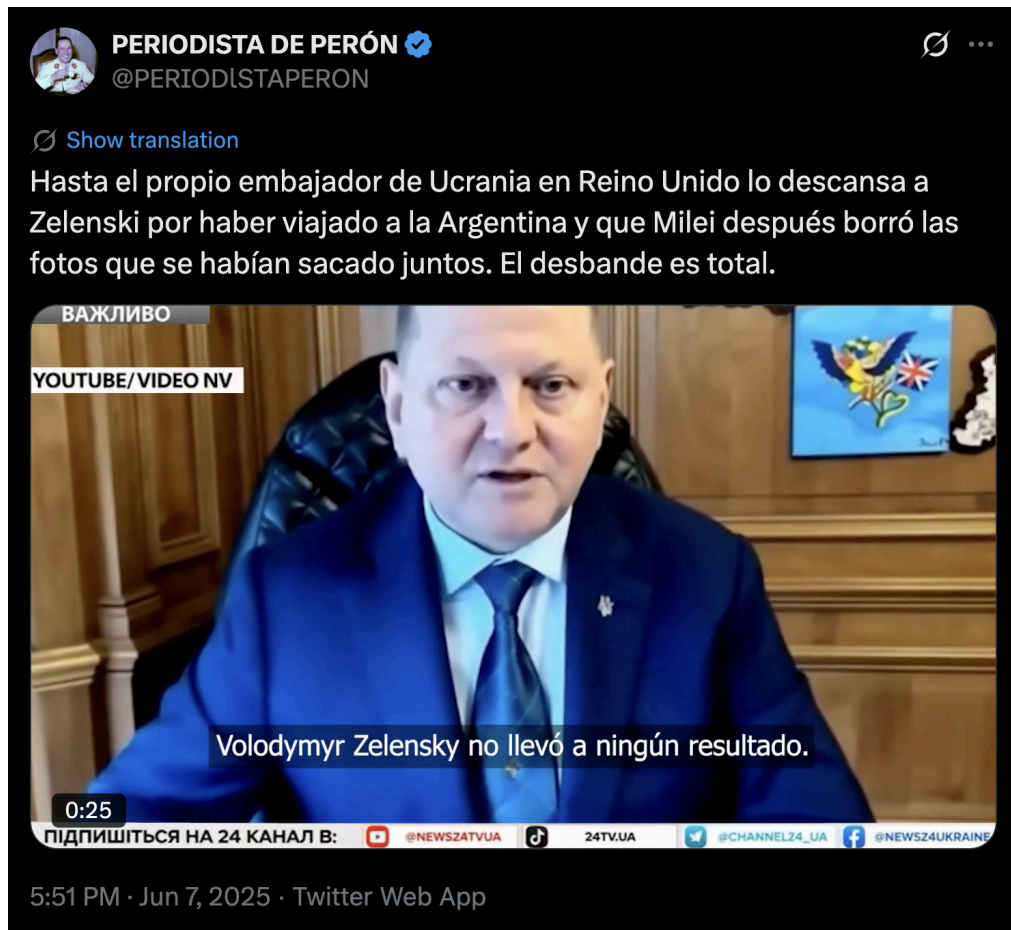 PERIODISTA DE PERÓN
@PERIODlSTAPERON
Show translation
Hasta el propio embajador de Ucrania en Reino Unido lo descansa a
Zelenski por haber viajado a la Argentina y que Milei después borró las
fotos que se habían sacado juntos. El desbande es total.
ВАЖЛИВО
YOUTUBE/VIDEO NV
Volodymyr Zelensky no llevó a ningún resultado.
0:25
ПІДПИШІТЬСЯ НА 24 КАНАЛ В: @NEWS24TVUA 24TV.UA @CHANNEL24_UA @NEWS24UKRAINE
5:51 PM · Jun 7, 2025 · Twitter Web App